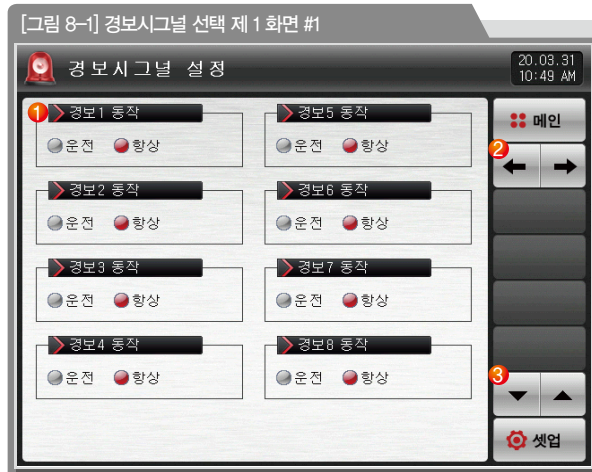 [그림 8-1] 경보시그널 선택 제 1 화면 #1
경보시그널 설정
20.03.31
10:49 AM
1
경보1 동작
운전 항상
경보5 동작
운전 항상
경보2 동작
운전 항상
경보6 동작
운전 항상
경보3 동작
운전 항상
경보7 동작
운전 항상
경보4 동작
운전 항상
경보8 동작
운전 항상
메인
2
3
셋업